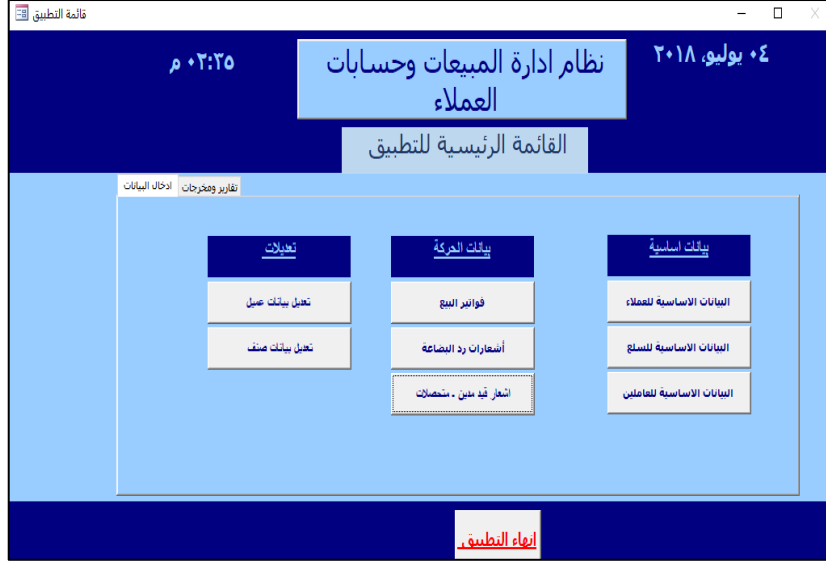 قائمة التطبيق
٠٤ يوليو، ٢٠١٨
نظام ادارة المبيعات وحسابات
العملاء
٠٢:٣٥ م
القائمة الرئيسية للتطبيق
ادخال البيانات
تقارير ومخرجات
بيانات اساسية
البيانات الاساسية للعملاء
البيانات الاساسية للسلع
البيانات الاساسية للعاملين
بيانات الحركة
فواتير البيع
أشعارات رد البضاعة
اشعار قيد مدين - متحصلات
تعديلات
تعديل بيانات عميل
تعديل بيانات صنف
انهاء التطبيق